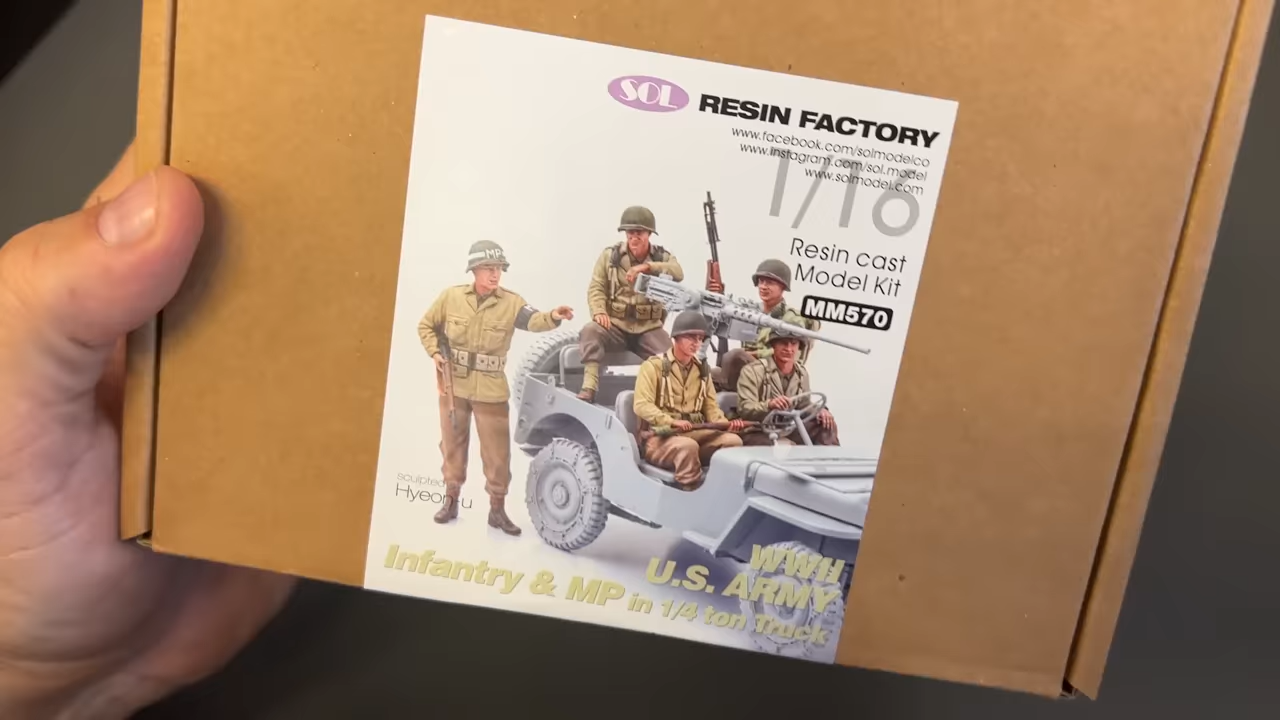 SOL RESIN FACTORY
www.facebook.com/solmodelco
www.instagram.com/sol.model
www.solmodel.com
1/16
Resin cast
Model Kit
MM570
MP
sculpted
Hyeon-u
WWII
U.S. ARMY
Infantry & MP in 1/4 ton Truck